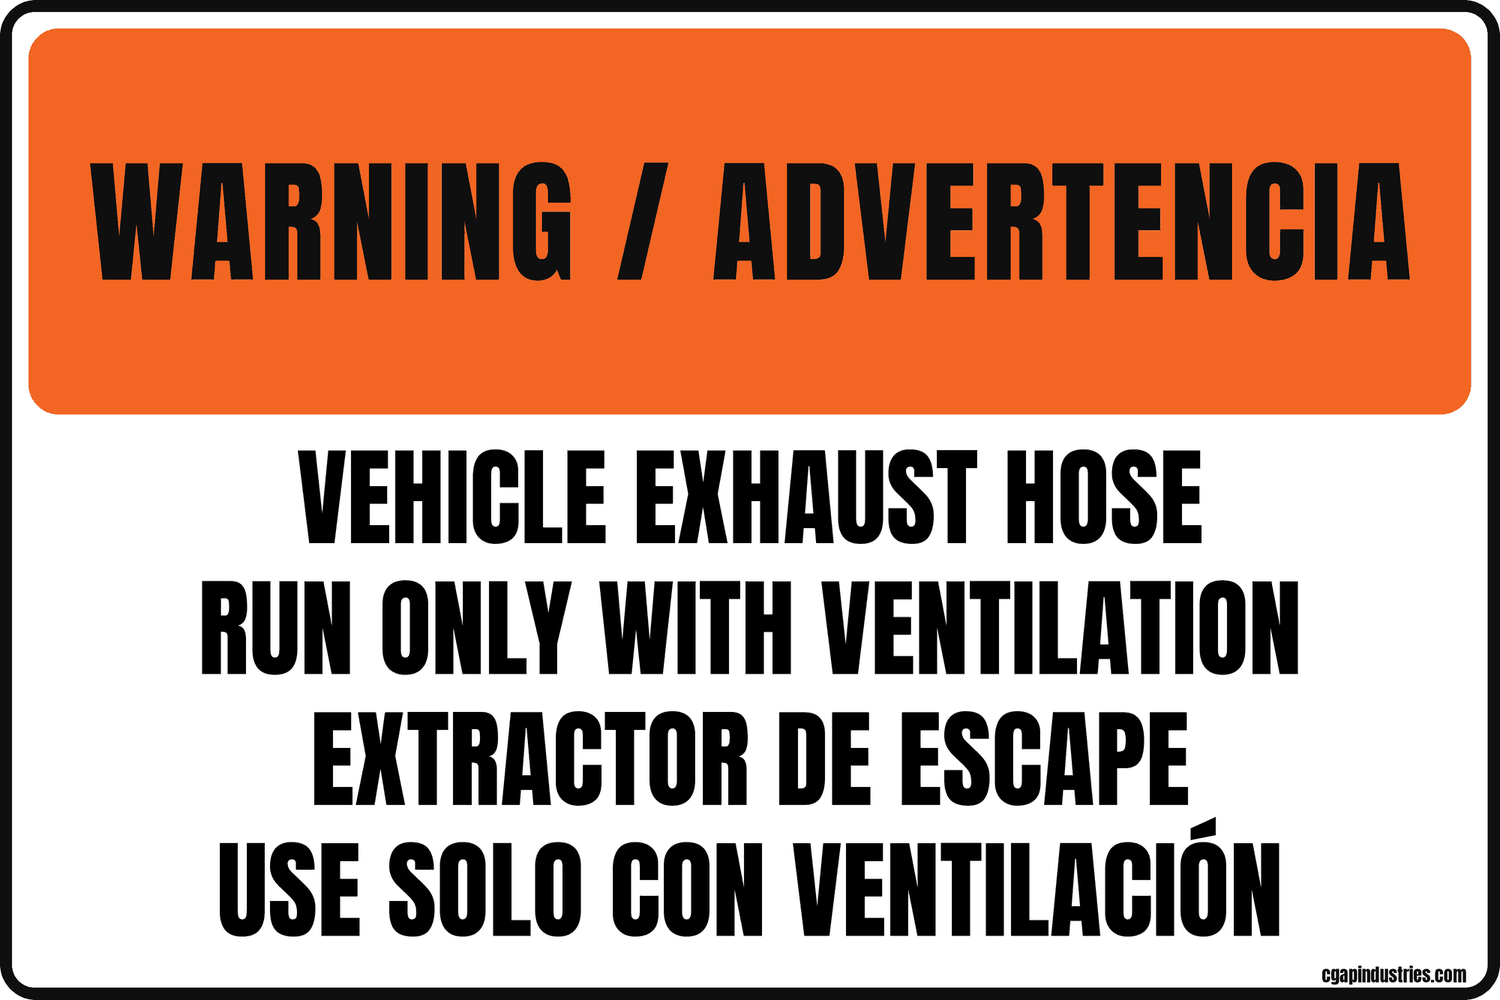 WARNING / ADVERTENCIA
VEHICLE EXHAUST HOSE
RUN ONLY WITH VENTILATION
EXTRACTOR DE ESCAPE
USE SOLO CON VENTILACIÓN
cgapindustries.com